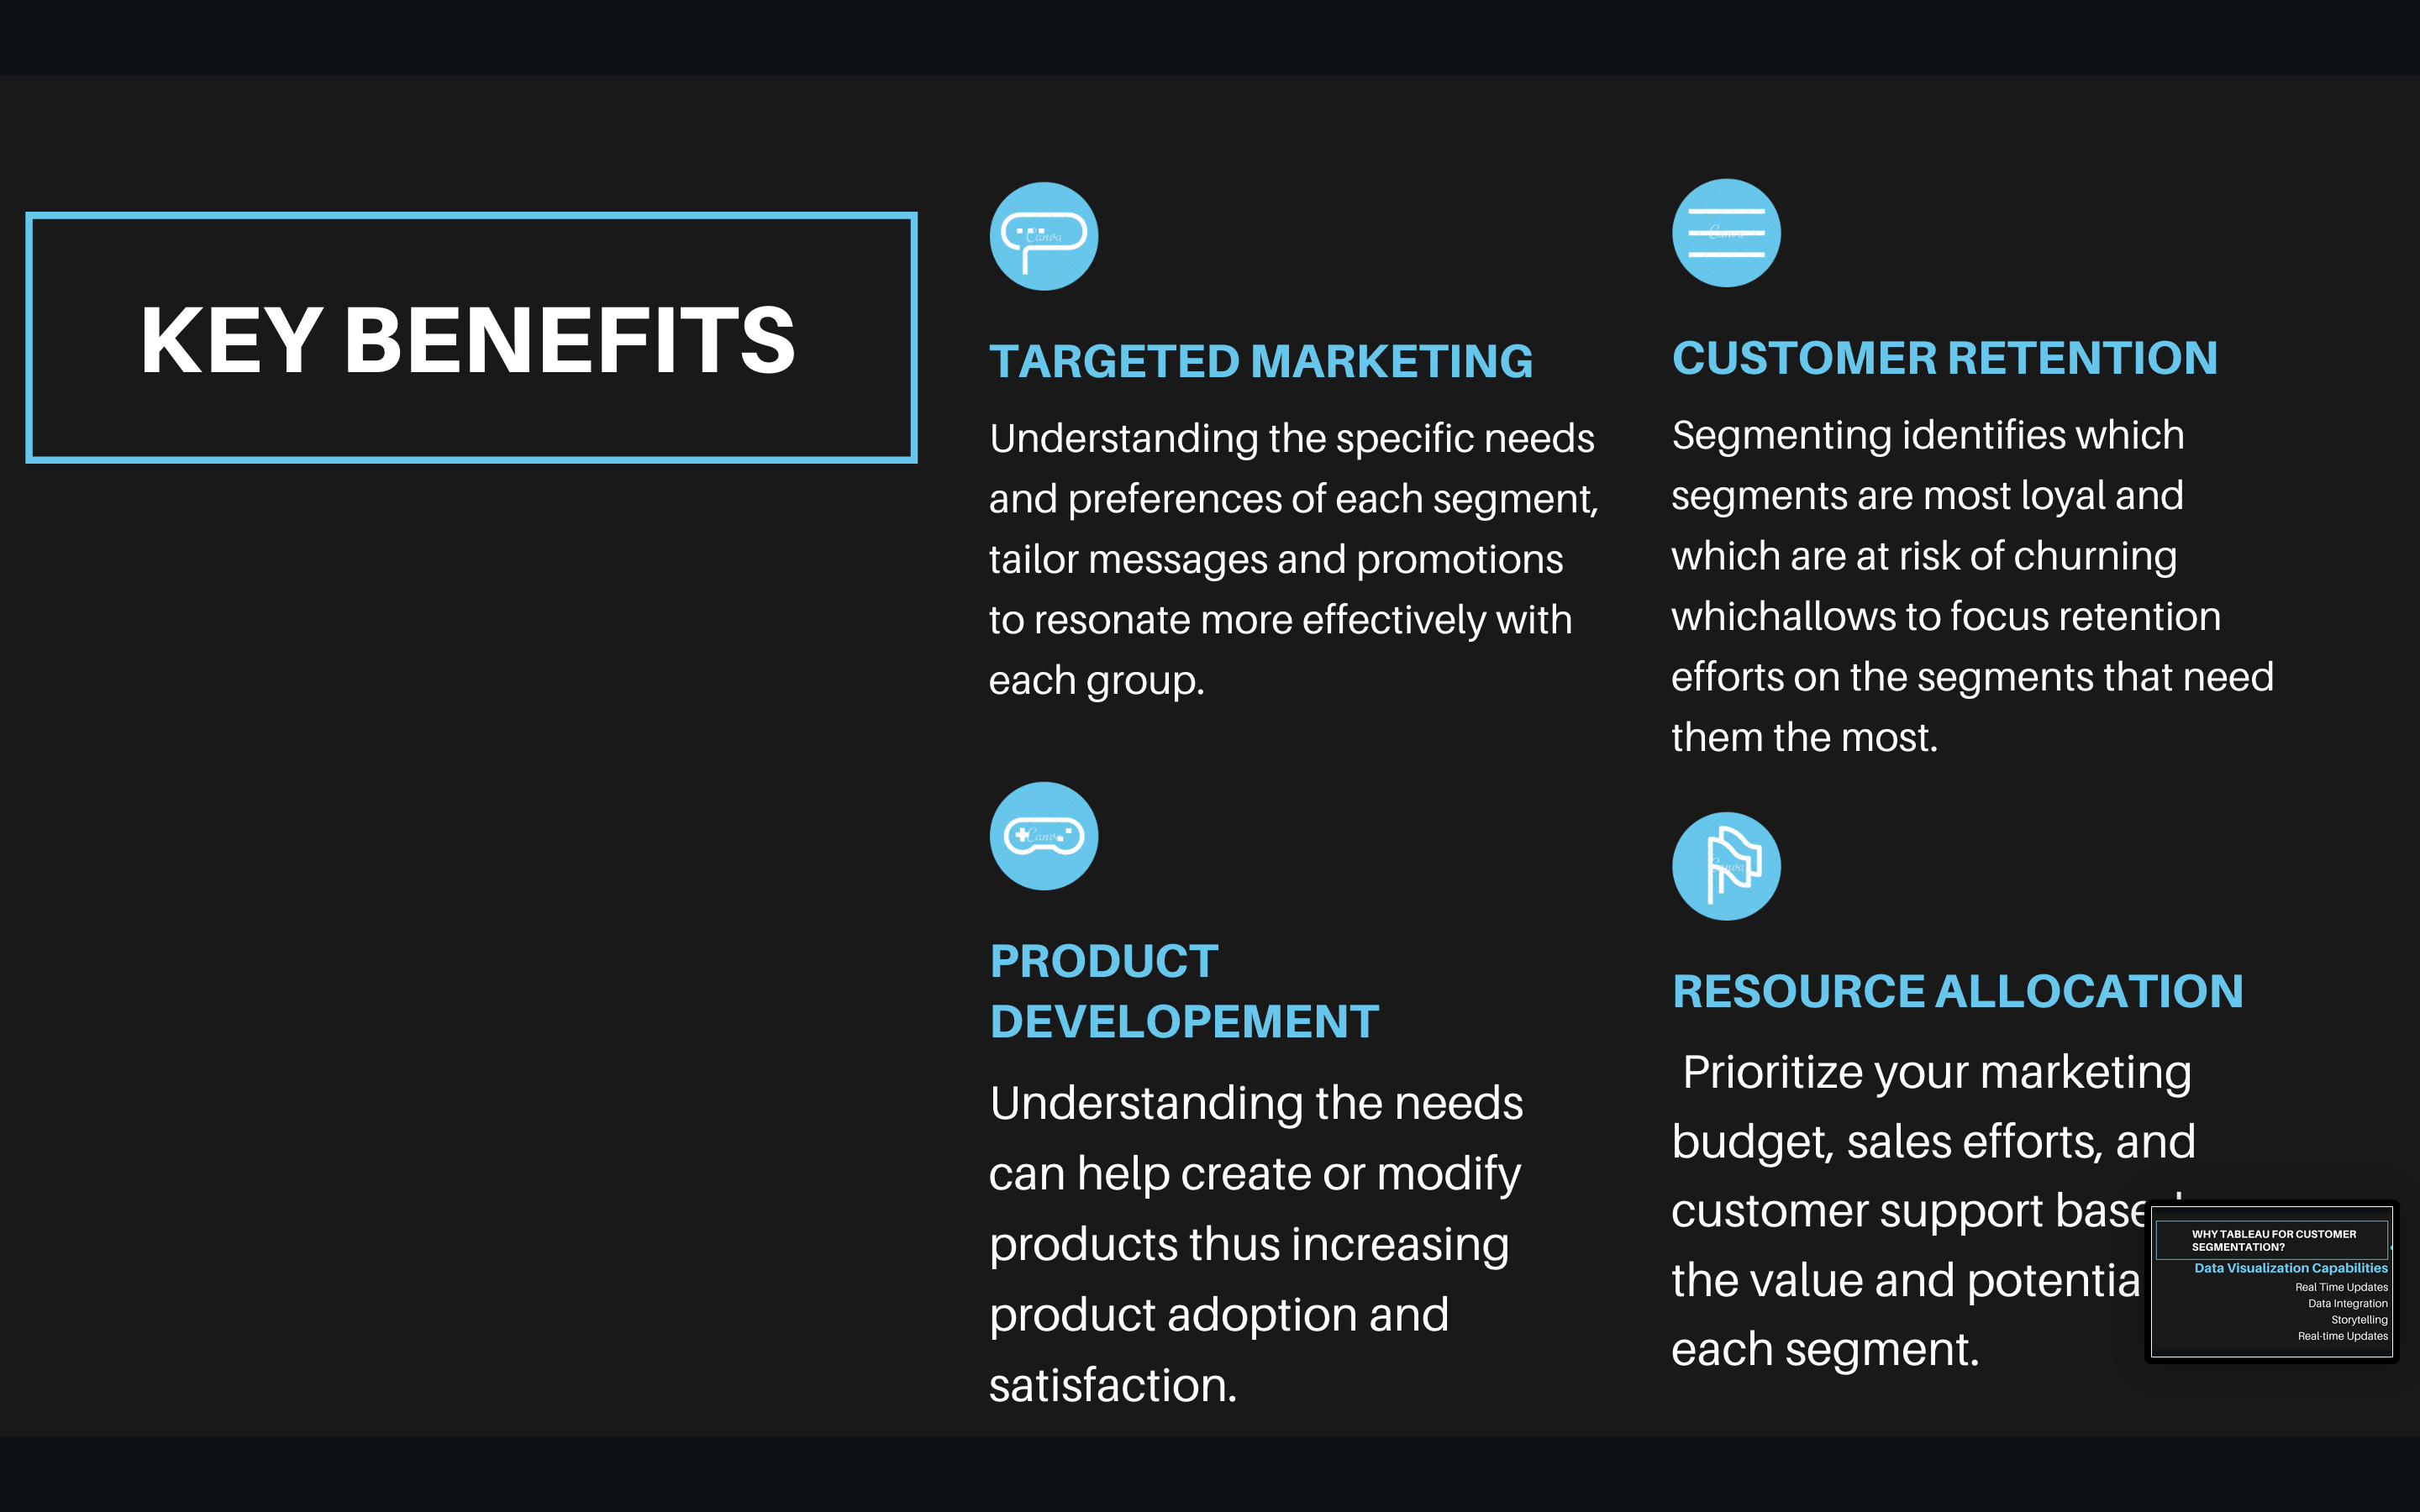 KEY BENEFITS
TARGETED MARKETING
Understanding the specific needs
and preferences of each segment,
tailor messages and promotions
to resonate more effectively with
each group.
CUSTOMER RETENTION
Segmenting identifies which
segments are most loyal and
which are at risk of churning
whichallows to focus retention
efforts on the segments that need
them the most.
PRODUCT
DEVELOPEMENT
Understanding the needs
can help create or modify
products thus increasing
product adoption and
satisfaction.
RESOURCE ALLOCATION
Prioritize your marketing
budget, sales efforts, and
customer support
the value and
each segment.
WHY TABLEAU FOR CUSTOMER
SEGMENTATION?
Data Visualization Capabilities
Real Time Updates
Data Integration
Storytelling
Real-time Updates
Canva
Canva
Canva
Canva